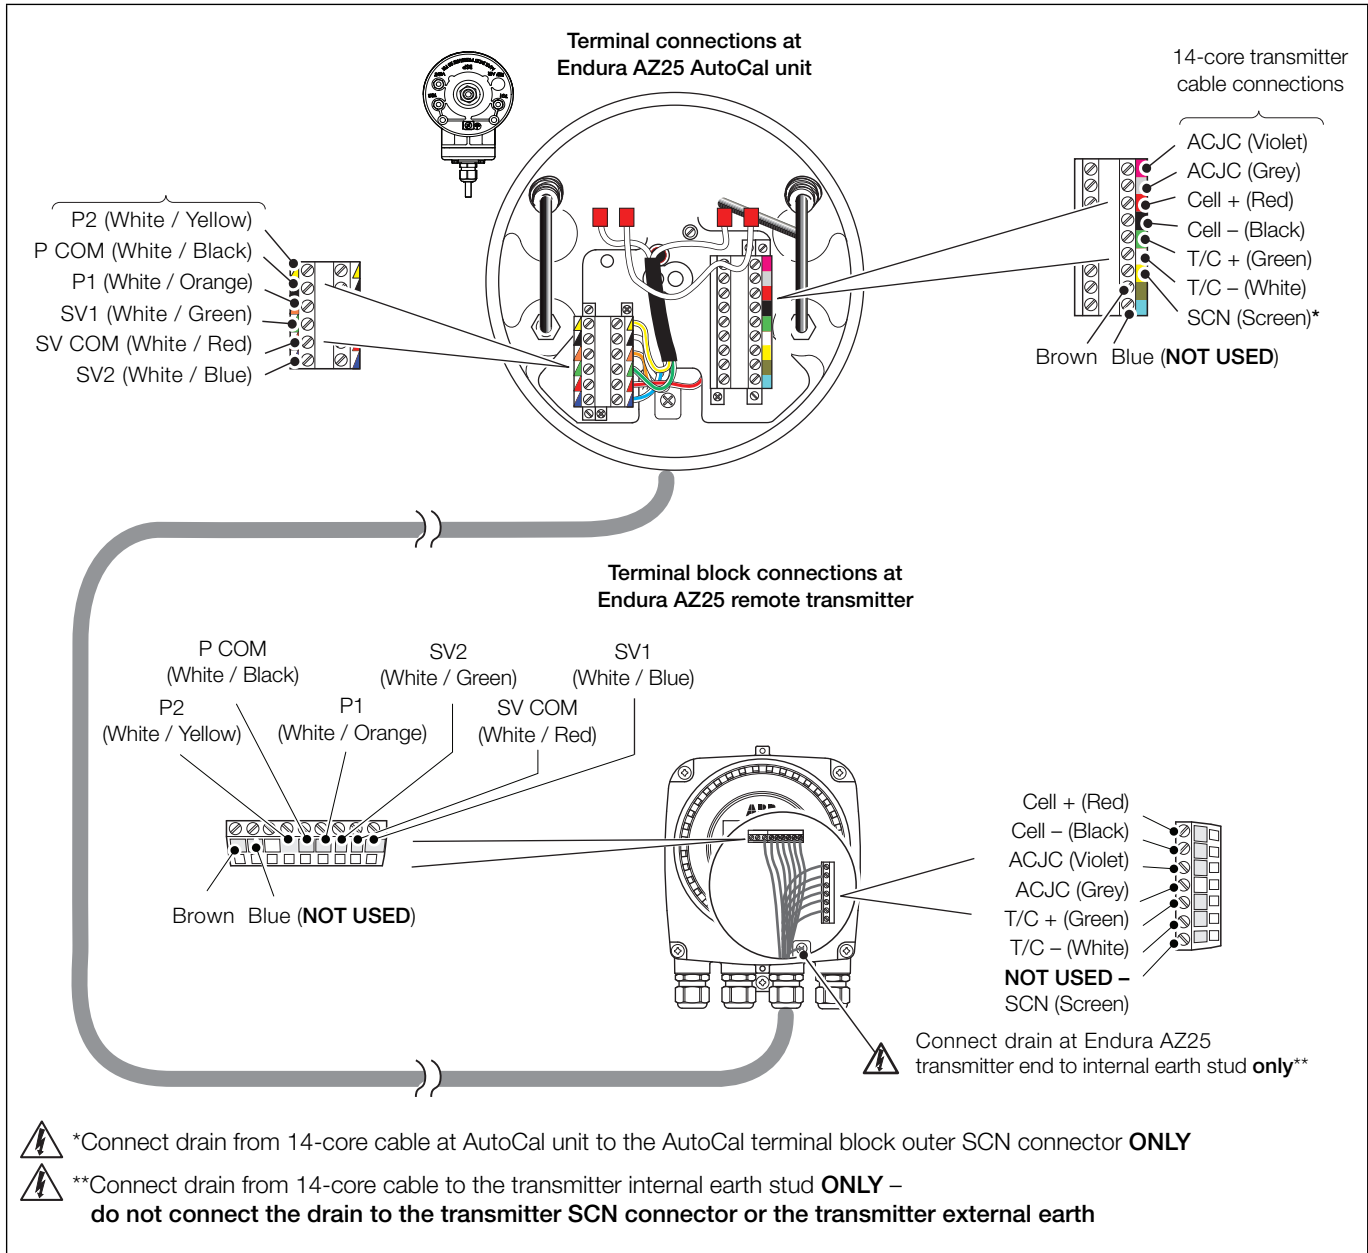 Terminal connections at
Endura AZ25 AutoCal unit
14-core transmitter
cable connections
ACJC (Violet)
ACJC (Grey)
Cell + (Red)
Cell – (Black)
T/C + (Green)
T/C – (White)
SCN (Screen)*
Brown Blue (NOT USED)
P2 (White / Yellow)
P COM (White / Black)
P1 (White / Orange)
SV1 (White / Green)
SV COM (White / Red)
SV2 (White / Blue)
Terminal block connections at
Endura AZ25 remote transmitter
P COM
(White / Black)
SV2
(White / Green)
SV1
(White / Blue)
P2
(White / Yellow)
P1
(White / Orange)
SV COM
(White / Red)
Brown Blue (NOT USED)
Cell + (Red)
Cell – (Black)
ACJC (Violet)
ACJC (Grey)
T/C + (Green)
T/C – (White)
NOT USED –
SCN (Screen)
Connect drain at Endura AZ25
transmitter end to internal earth stud only**
*Connect drain from 14-core cable at AutoCal unit to the AutoCal terminal block outer SCN connector ONLY
**Connect drain from 14-core cable to the transmitter internal earth stud ONLY –
do not connect the drain to the transmitter SCN connector or the transmitter external earth